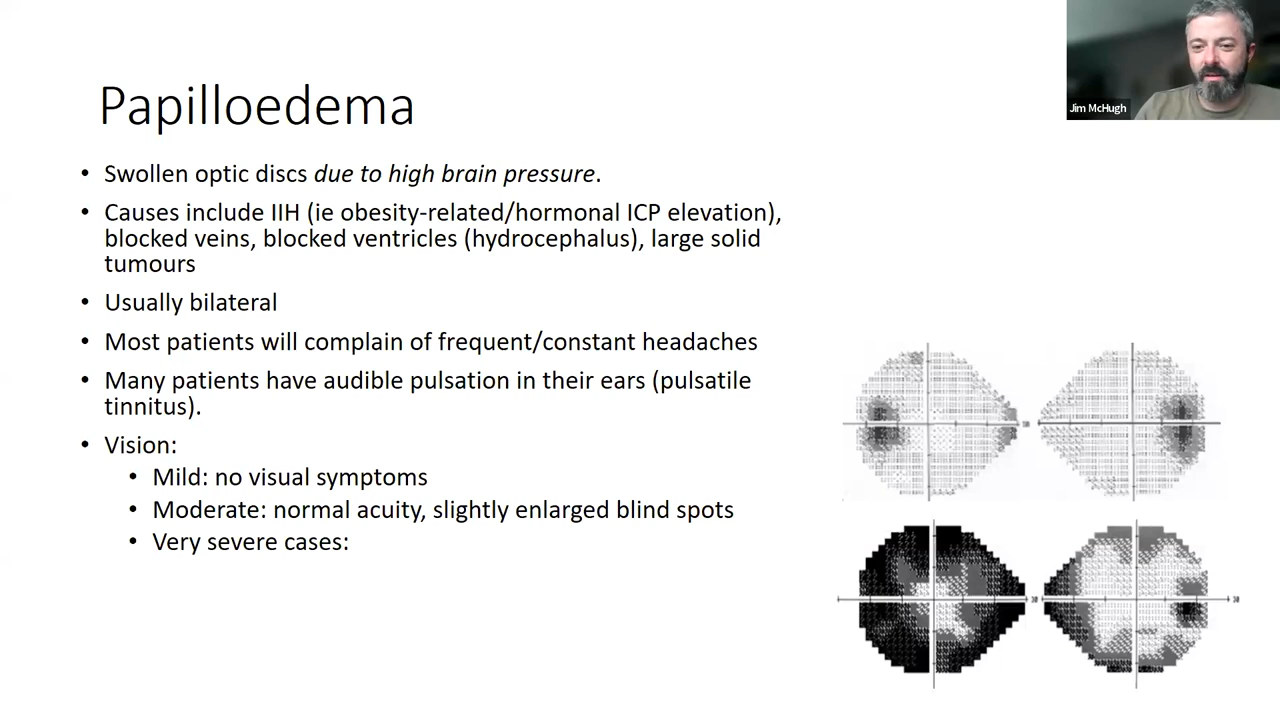 Papilloedema
Jim McHugh
• Swollen optic discs due to high brain pressure.
• Causes include IIH (ie obesity-related/hormonal ICP elevation),
blocked veins, blocked ventricles (hydrocephalus), large solid
tumours
• Usually bilateral
• Most patients will complain of frequent/constant headaches
• Many patients have audible pulsation in their ears (pulsatile
tinnitus).
• Vision:
• Mild: no visual symptoms
• Moderate: normal acuity, slightly enlarged blind spots
• Very severe cases:
30
30